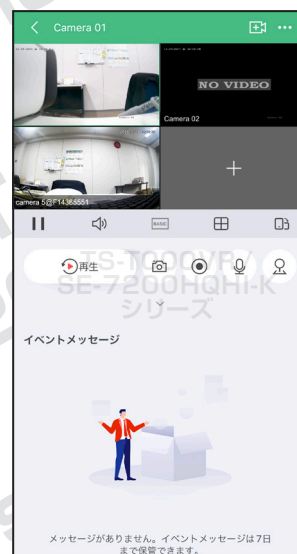 Camera 01
NO VIDEO
Camera 02
camera 5@F14365551
BASIC
再生
TS-T000VR/
SE-7200HQHI-K
シリーズ
イベントメッセージ
メッセージがありません。イベントメッセージは7日
まで保管できます。